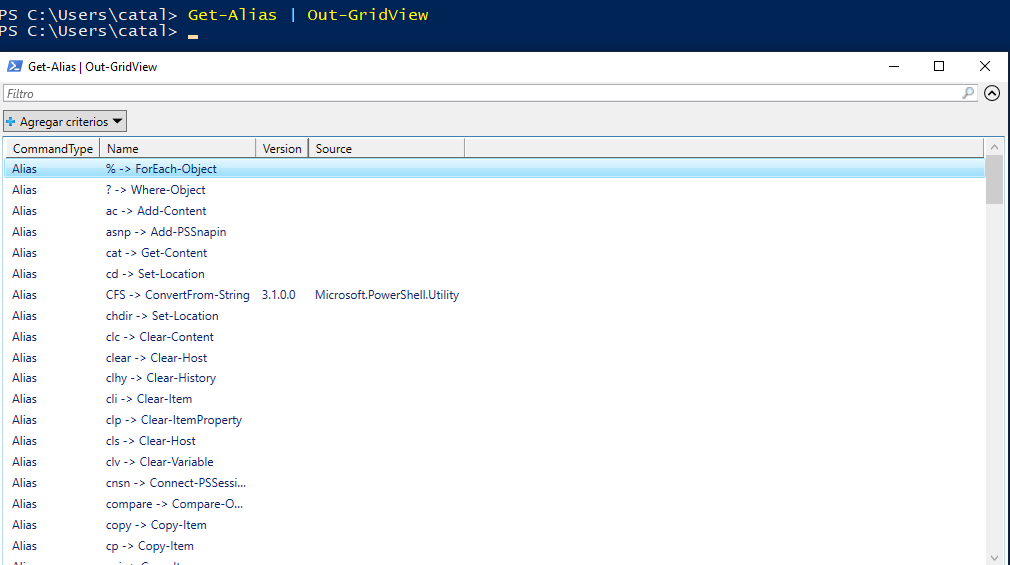 PS C:\Users\catal> Get-Alias | Out-GridView
PS C:\Users\catal>
Get-Alias | Out-GridView
Filtro
Agregar criterios
CommandType Name Version Source
Alias % -> ForEach-Object
Alias ? -> Where-Object
Alias ac -> Add-Content
Alias asnp -> Add-PSSnapin
Alias cat -> Get-Content
Alias cd -> Set-Location
Alias CFS -> ConvertFrom-String 3.1.0.0 Microsoft.PowerShell.Utility
Alias chdir -> Set-Location
Alias clc -> Clear-Content
Alias clear -> Clear-Host
Alias clhy -> Clear-History
Alias cli -> Clear-Item
Alias clp -> Clear-ItemProperty
Alias cls -> Clear-Host
Alias clv -> Clear-Variable
Alias cnsn -> Connect-PSSessi...
Alias compare -> Compare-O...
Alias copy -> Copy-Item
Alias cp -> Copy-Item